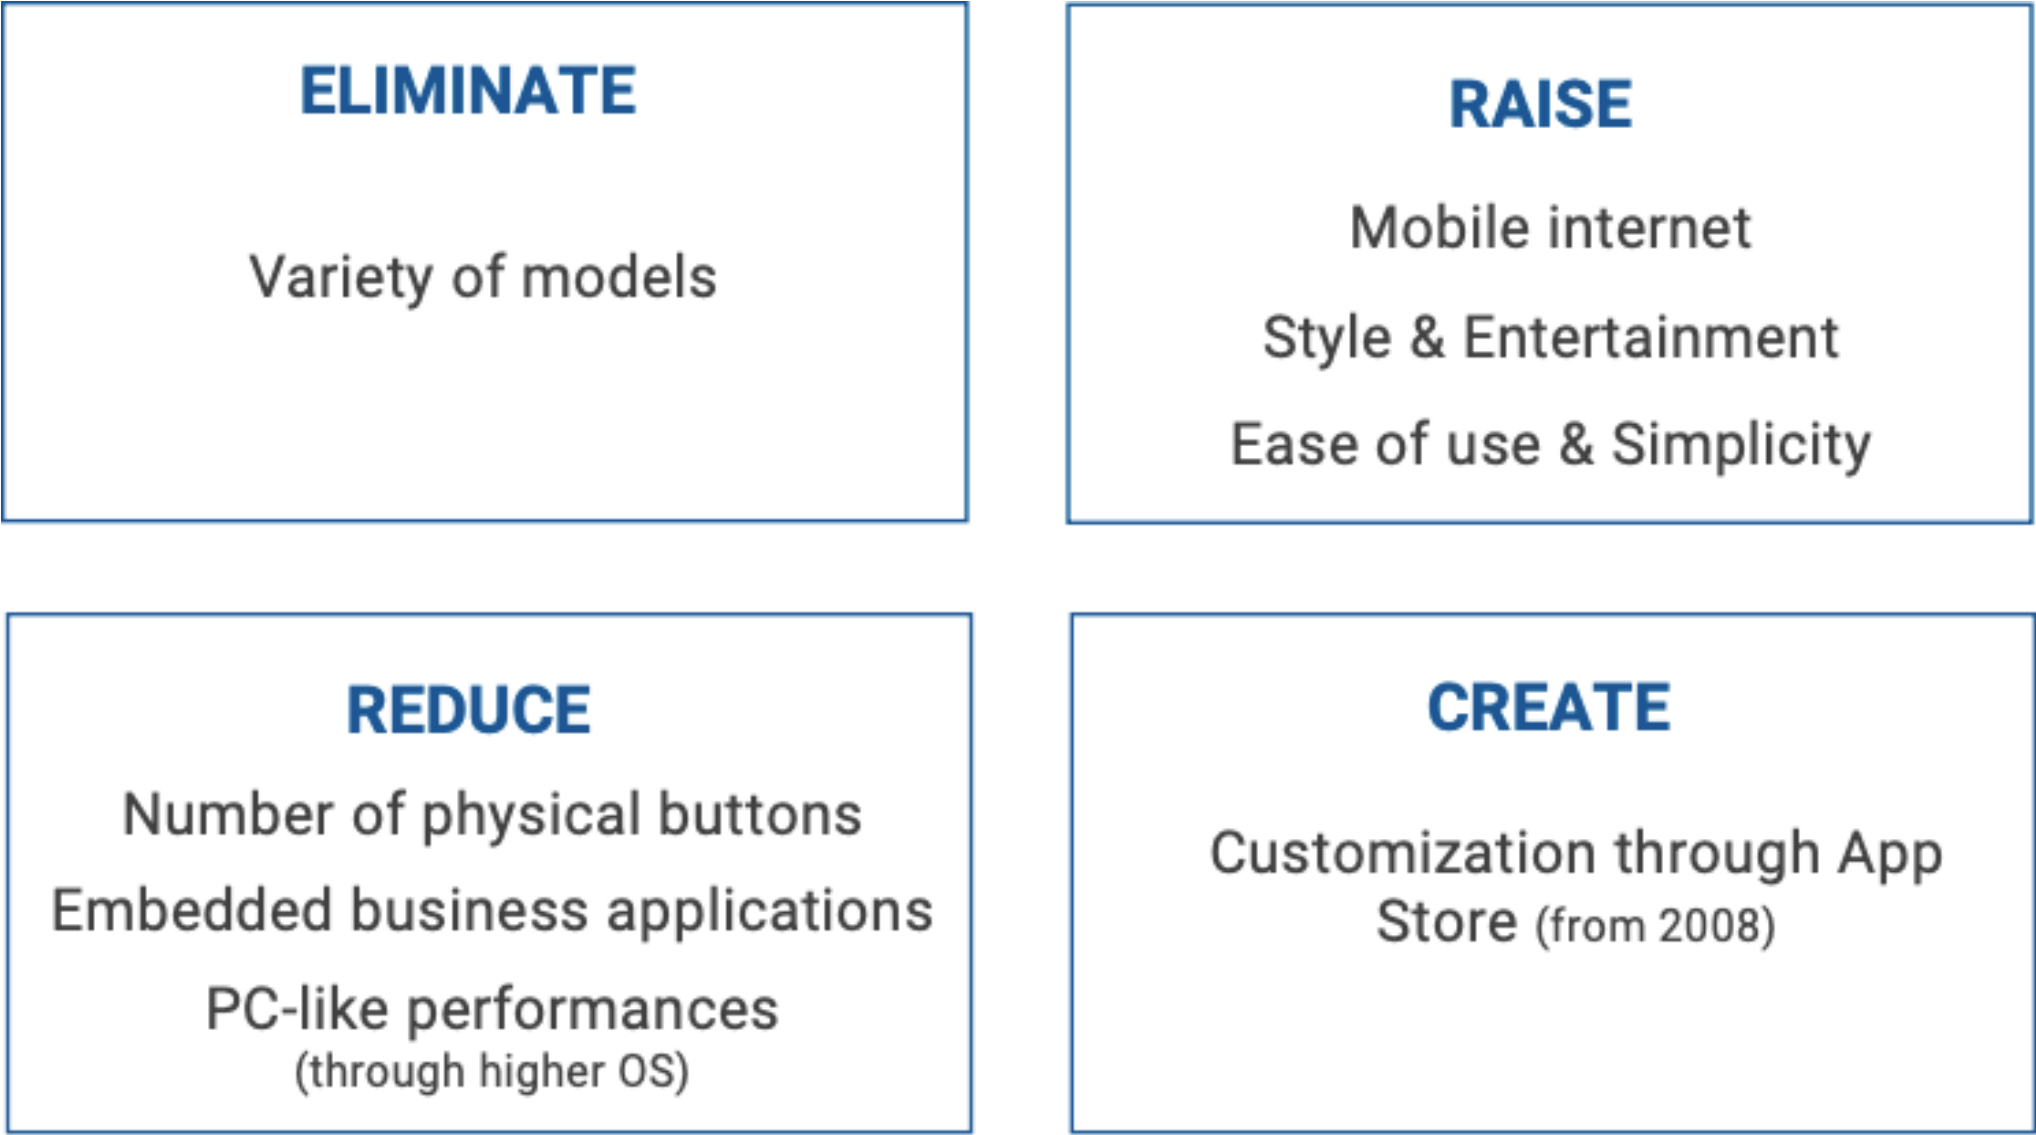 ELIMINATE
Variety of models
RAISE
Mobile internet
Style & Entertainment
Ease of use & Simplicity
REDUCE
Number of physical buttons
Embedded business applications
PC-like performances
(through higher OS)
CREATE
Customization through App
Store (from 2008)